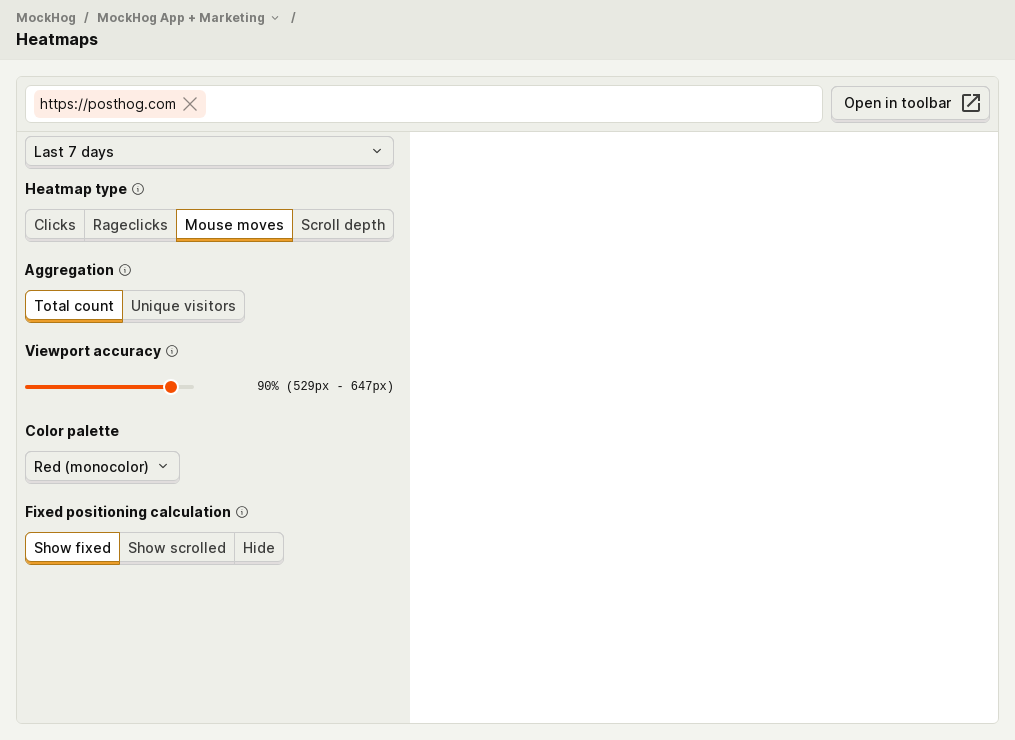 MockHog / MockHog App + Marketing /
Heatmaps
https://posthog.com
Open in toolbar
Last 7 days
Heatmap type
Clicks Rageclicks Mouse moves Scroll depth
Aggregation
Total count Unique visitors
Viewport accuracy
90% (529px - 647px)
Color palette
Red (monocolor)
Fixed positioning calculation
Show fixed Show scrolled Hide